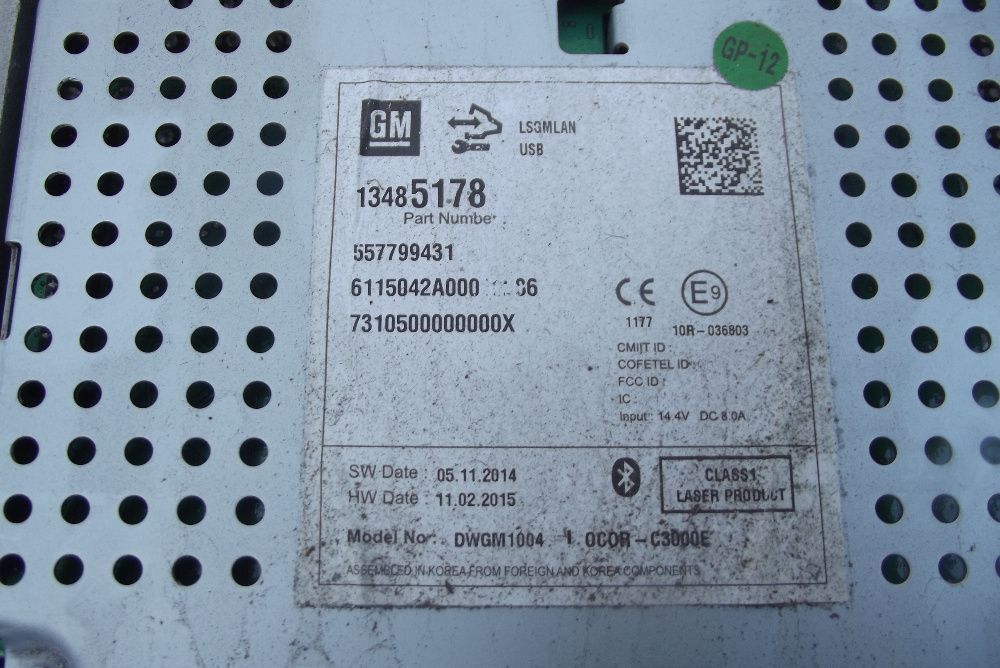 GP-12
GM
LSGMLAN
USB
13485178
Part Number
557799431
6115042A000
7310500000000X
CE
E9
1177
10R-036803
CMIIT ID :
COFETEL ID :
FCC ID :
IC :
Input : 14.4V DC 8.0A
SW Date : 05.11.2014
HW Date : 11.02.2015
CLASS1
LASER PRODUCT
Model No : DWGM1004 OCOR-C3000E
ASSEMBLED IN KOREA FROM FOREIGN AND KOREA COMPONENTS